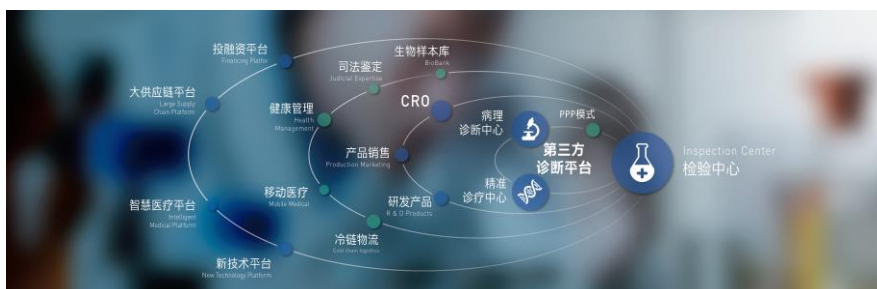 投融资平台
Financing Platfor
大供应链平台
Large Supply
Chain Platform
智慧医疗平台
Intelligent
Medical Platform
新技术平台
New Technology Platform
司法鉴定
Judicial Expertise
生物样本库
BioBank
健康管理
Health
Management
移动医疗
Mobile Medical
冷链物流
Cold chain logistics
CRO
产品销售
Production Marketing
研发产品
R & D Products
病理
诊断中心
精准
诊疗中心
PPP模式
第三方
诊断平台
Inspection Center
检验中心